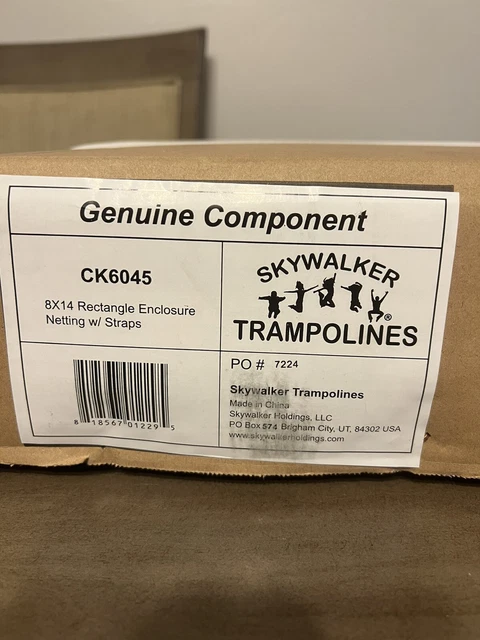 Genuine Component
CK6045
8X14 Rectangle Enclosure
Netting w/ Straps
SKYWALKER
TRAMPOLINES
®
8 18567 01229 5
PO # 7224
Skywalker Trampolines
Made in China
Skywalker Holdings, LLC
PO Box 574 Brigham City, UT, 84302 USA
www.skywalkerholdings.com